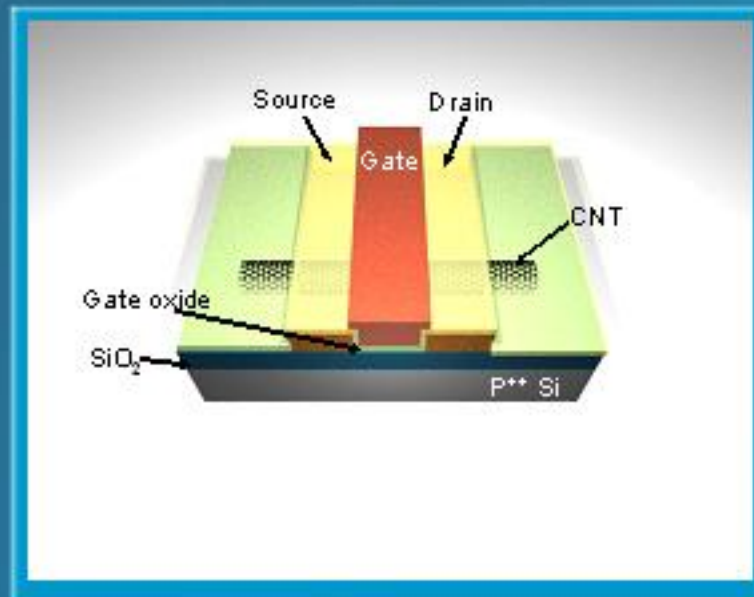 Source
Drain
Gate
CNT
Gate oxide
SiO₂
P⁺⁺ Si